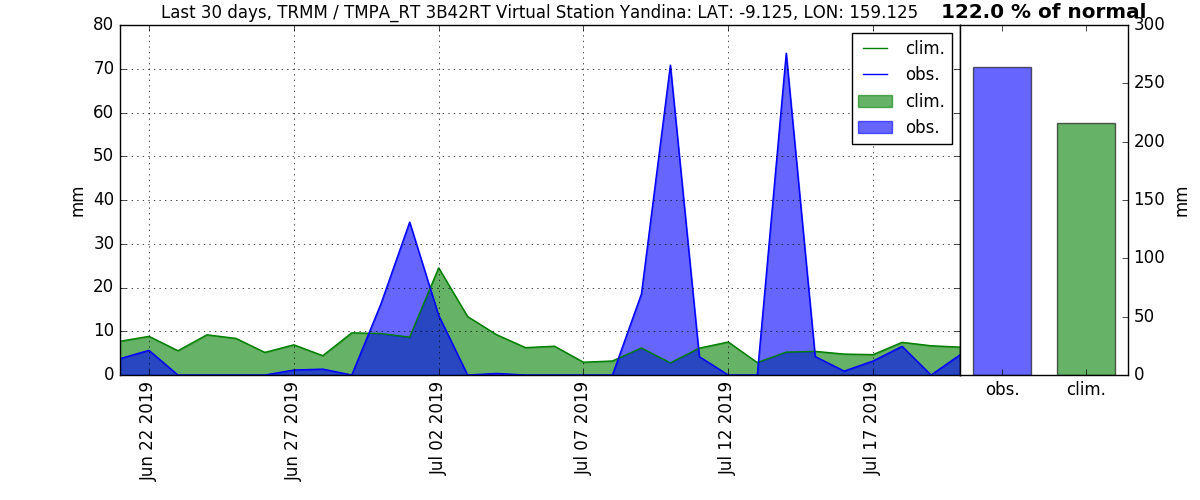 Last 30 days, TRMM / TMPA_RT 3B42RT Virtual Station Yandina: LAT: -9.125, LON: 159.125
122.0 % of normal
80
70
60
50
40
30
20
10
0
mm
clim.
obs.
clim.
obs.
300
250
200
150
100
50
0
mm
obs.
clim.
Jun 22 2019
Jun 27 2019
Jul 02 2019
Jul 07 2019
Jul 12 2019
Jul 17 2019